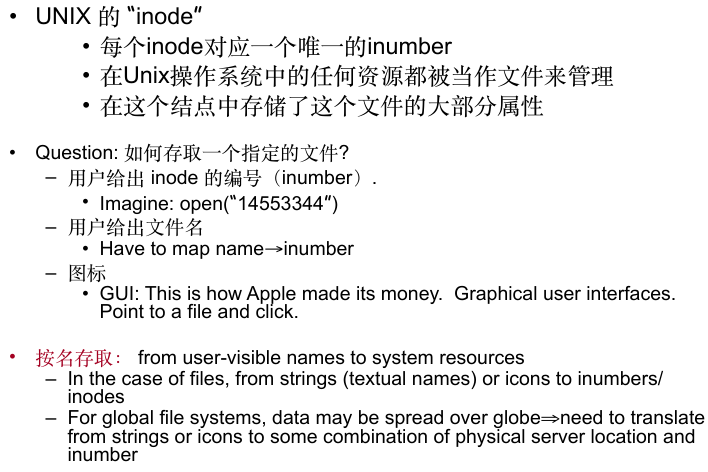 • UNIX 的 “inode”
• 每个inode对应一个唯一的inumber
• 在Unix操作系统中的任何资源都被当作文件来管理
• 在这个结点中存储了这个文件的大部分属性
• Question: 如何存取一个指定的文件?
– 用户给出 inode 的编号（inumber）.
• Imagine: open(“14553344”)
– 用户给出文件名
• Have to map name→inumber
– 图标
• GUI: This is how Apple made its money. Graphical user interfaces.
Point to a file and click.
• 按名存取： from user-visible names to system resources
– In the case of files, from strings (textual names) or icons to inumbers/
inodes
– For global file systems, data may be spread over globe⇒need to translate
from strings or icons to some combination of physical server location and
inumber